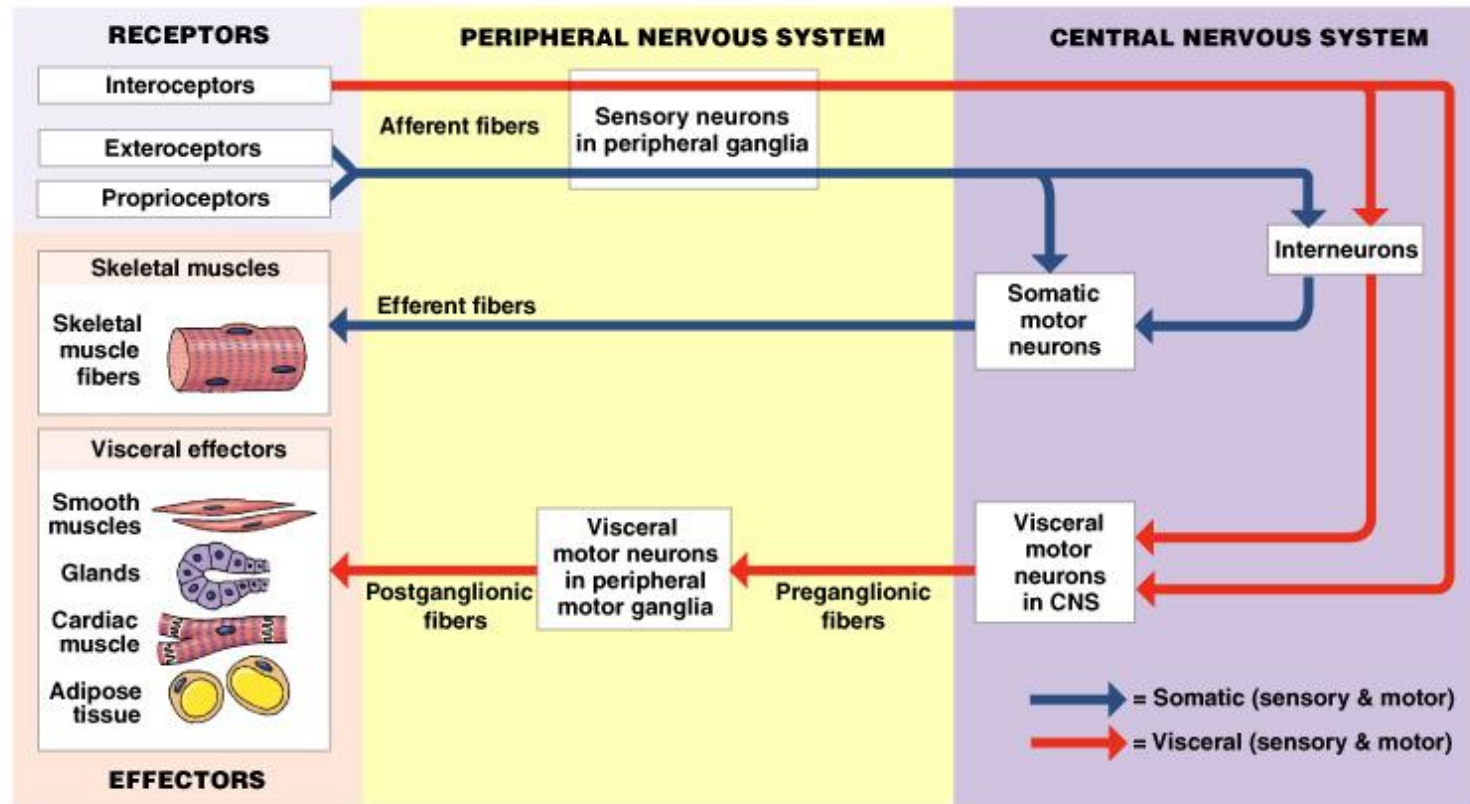 RECEPTORS
PERIPHERAL NERVOUS SYSTEM
CENTRAL NERVOUS SYSTEM
Interoceptors
Exteroceptors
Proprioceptors
Afferent fibers
Sensory neurons
in peripheral ganglia
Interneurons
Skeletal muscles
Skeletal
muscle
fibers
Efferent fibers
Somatic
motor
neurons
Visceral effectors
Smooth
muscles
Glands
Cardiac
muscle
Adipose
tissue
Postganglionic
fibers
Visceral
motor neurons
in peripheral
motor ganglia
Preganglionic
fibers
Visceral
motor
neurons
in CNS
= Somatic (sensory & motor)
= Visceral (sensory & motor)
EFFECTORS